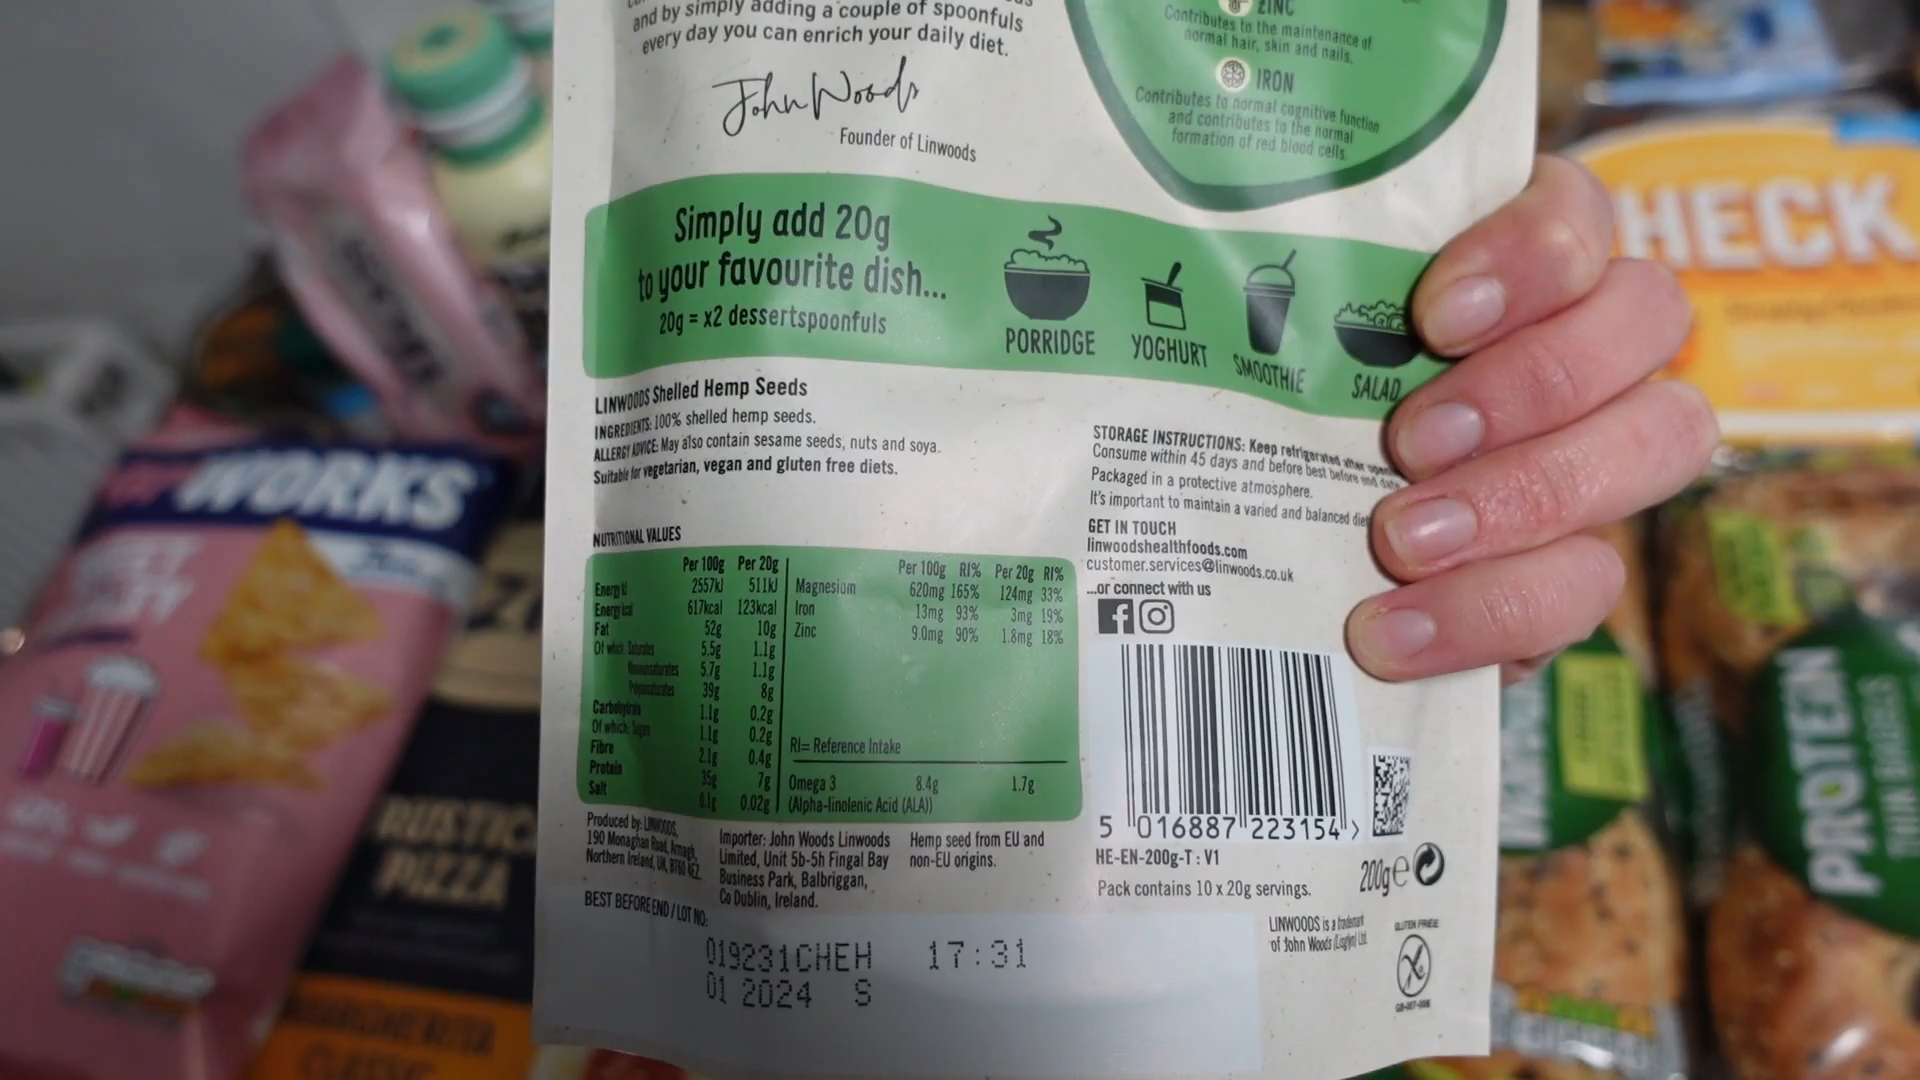 and by simply adding a couple of spoonfuls
every day you can enrich your daily diet.
John Woods
Founder of Linwoods
ZINC
Contributes to the maintenance of
normal hair, skin and nails.
IRON
Contributes to normal cognitive function
and contributes to the normal
formation of red blood cells.
Simply add 20g
to your favourite dish...
20g = x2 dessertspoonfuls
PORRIDGE
YOGHURT
SMOOTHIE
SALAD
LINWOODS Shelled Hemp Seeds
INGREDIENTS: 100% shelled hemp seeds.
ALLERGY ADVICE: May also contain sesame seeds, nuts and soya.
Suitable for vegetarian, vegan and gluten free diets.
STORAGE INSTRUCTIONS: Keep refrigerated after
Consume within 45 days and before best before end date
Packaged in a protective atmosphere.
It's important to maintain a varied and balanced diet
GET IN TOUCH
linwoodshealthfoods.com
customer.services@linwoods.co.uk
...or connect with us
NUTRITIONAL VALUES
Per 100g Per 20g
Energy kJ 2557kJ 511kJ
Energy kcal 617kcal 123kcal
Fat 52g 10g
Of which Saturates 5.5g 1.1g
Monounsaturates 5.7g 1.1g
Polyunsaturates 39g 8g
Carbohydrate 1.1g 0.2g
Of which Sugars 1.1g 0.2g
Fibre 2.1g 0.4g
Protein 35g 7g
Salt 0.1g 0.02g
Per 100g RI% Per 20g RI%
Magnesium 620mg 165% 124mg 33%
Iron 13mg 93% 3mg 19%
Zinc 9.0mg 90% 1.8mg 18%
RI= Reference Intake
Omega 3 8.4g 1.7g
(Alpha-linolenic Acid (ALA))
5 016887 223154 >
HE-EN-200g-T : V1
Pack contains 10 x 20g servings.
200g e
Produced by: LINWOODS,
190 Monaghan Road, Armagh,
Northern Ireland, UK, BT60 4EZ
Importer: John Woods Linwoods
Limited, Unit 5b-5h Fingal Bay
Business Park, Balbriggan,
Co Dublin, Ireland.
Hemp seed from EU and
non-EU origins.
BEST BEFORE END / LOT NO:
019231CHEH 17:31
01 2024 S
LINWOODS is a trademark
of John Woods (Lisglyn) Ltd.
GLUTEN FREE
HECK
WORKS
RUSTIC
PIZZA
MARGHERITA
CLASSIC
PROTEIN
THIN BAGELS